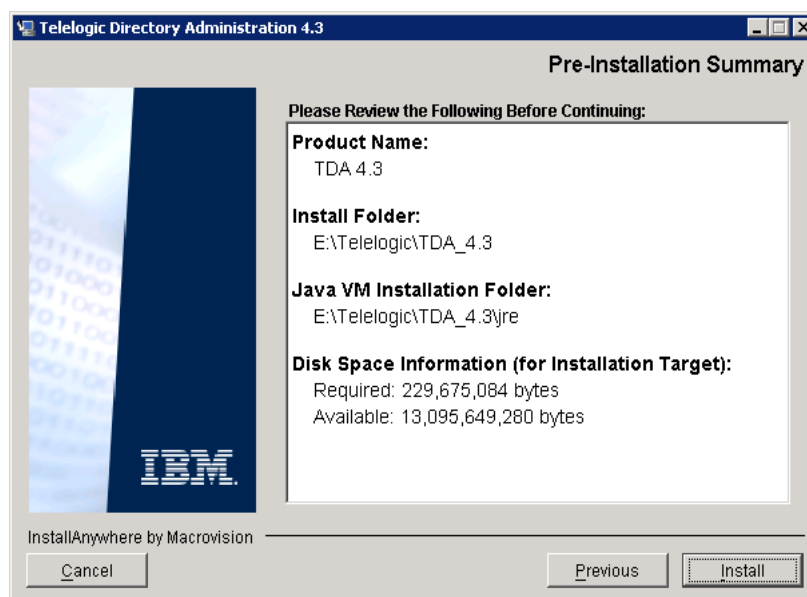 Telelogic Directory Administration 4.3
Pre-Installation Summary
Please Review the Following Before Continuing:
Product Name:
TDA 4.3
Install Folder:
E:\Telelogic\TDA_4.3
Java VM Installation Folder:
E:\Telelogic\TDA_4.3\jre
Disk Space Information (for Installation Target):
Required: 229,675,084 bytes
Available: 13,095,649,280 bytes
IBM.
InstallAnywhere by Macrovision
Cancel
Previous
Install